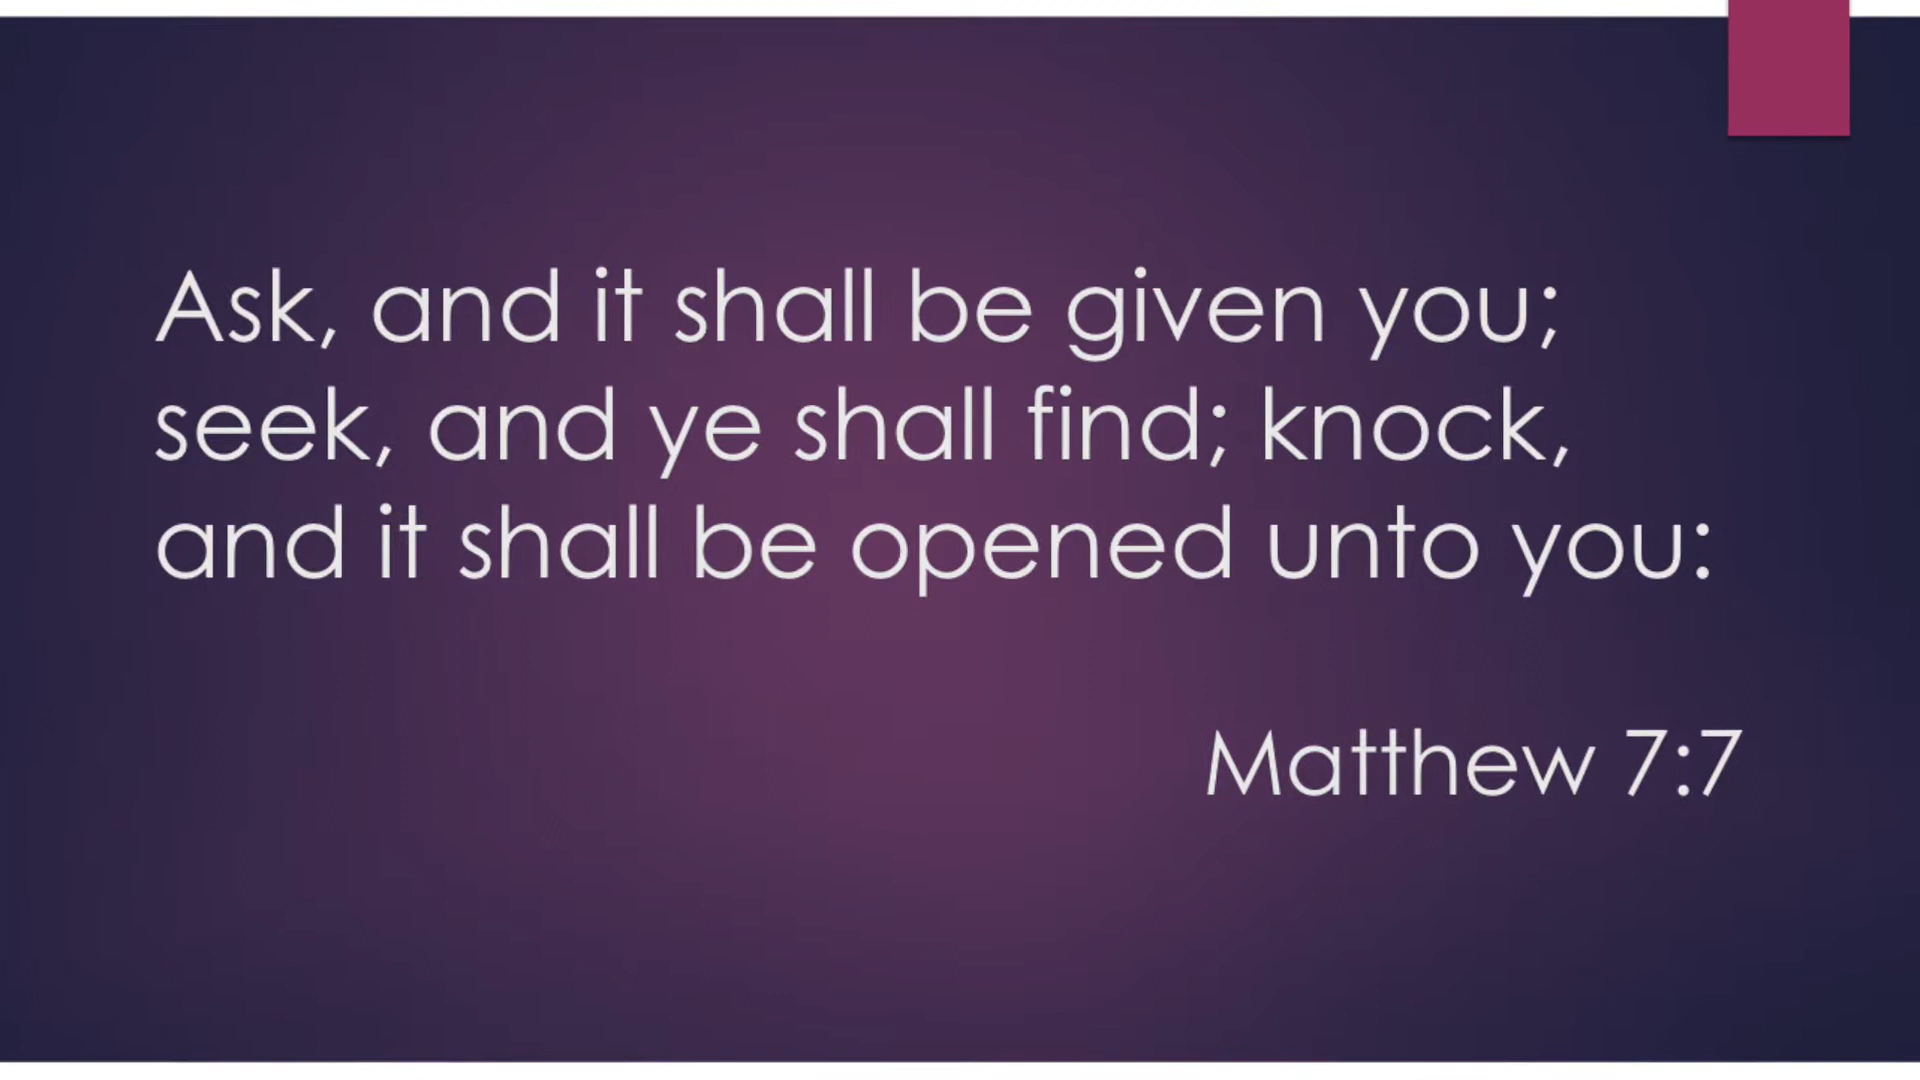 Ask, and it shall be given you;
seek, and ye shall find; knock,
and it shall be opened unto you:
Matthew 7:7